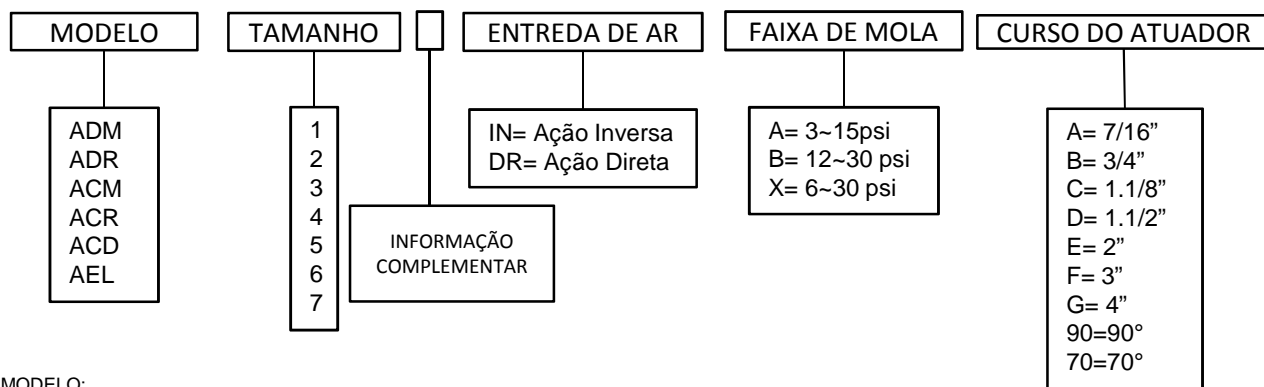 MODELO
TAMANHO
ENTREDA DE AR
FAIXA DE MOLA
CURSO DO ATUADOR
ADM
ADR
ACM
ACR
ACD
AEL
1
2
3
4
5
6
7
INFORMAÇÃO
COMPLEMENTAR
IN= Ação Inversa
DR= Ação Direta
A= 3~15psi
B= 12~30 psi
X= 6~30 psi
A= 7/16”
B= 3/4”
C= 1.1/8”
D= 1.1/2”
E= 2”
F= 3”
G= 4”
90=90°
70=70°
MODELO: